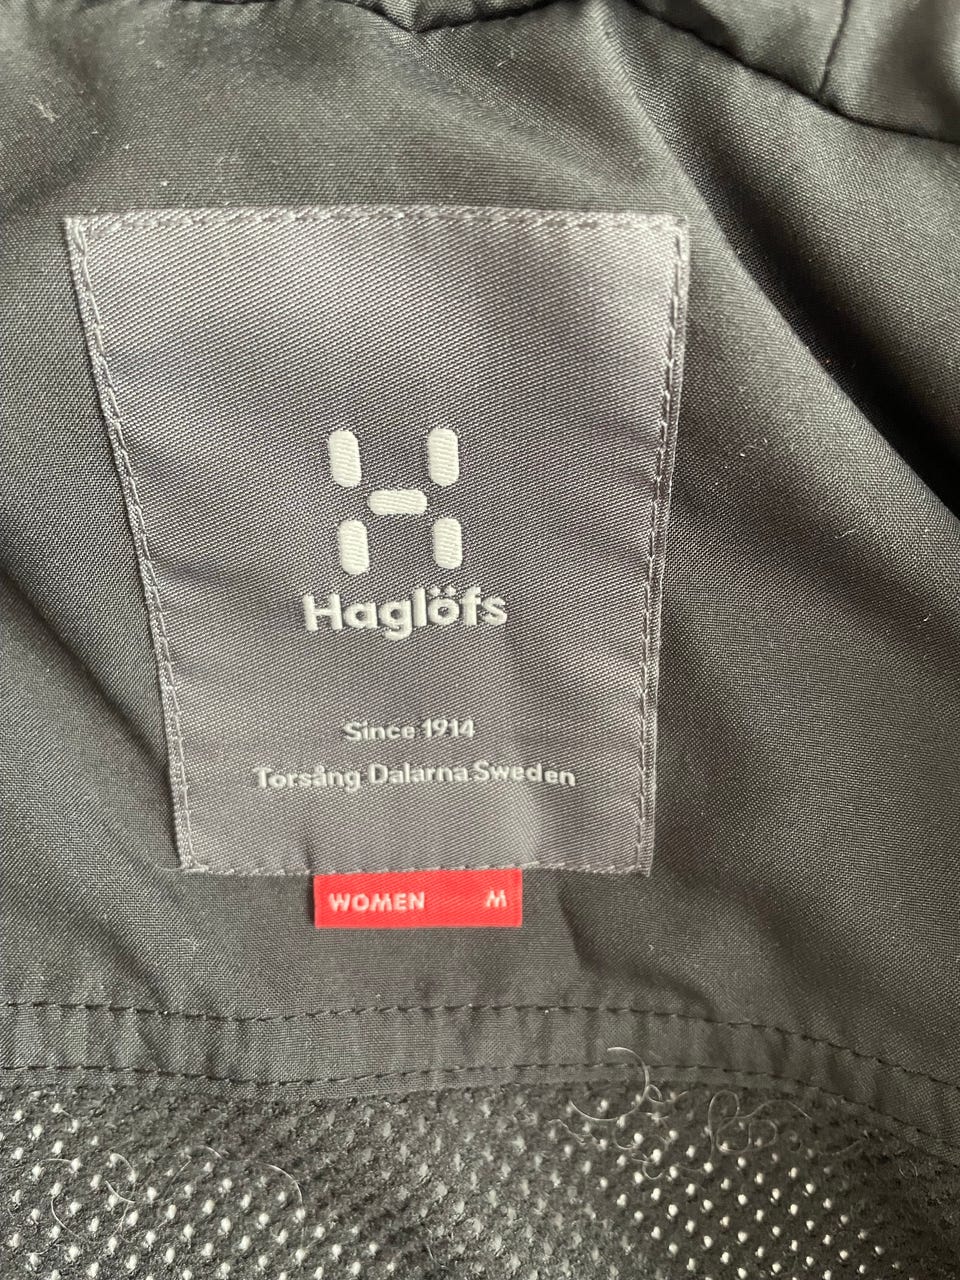 Haglöfs
Since 1914
Torsång Dalarna Sweden
WOMEN M